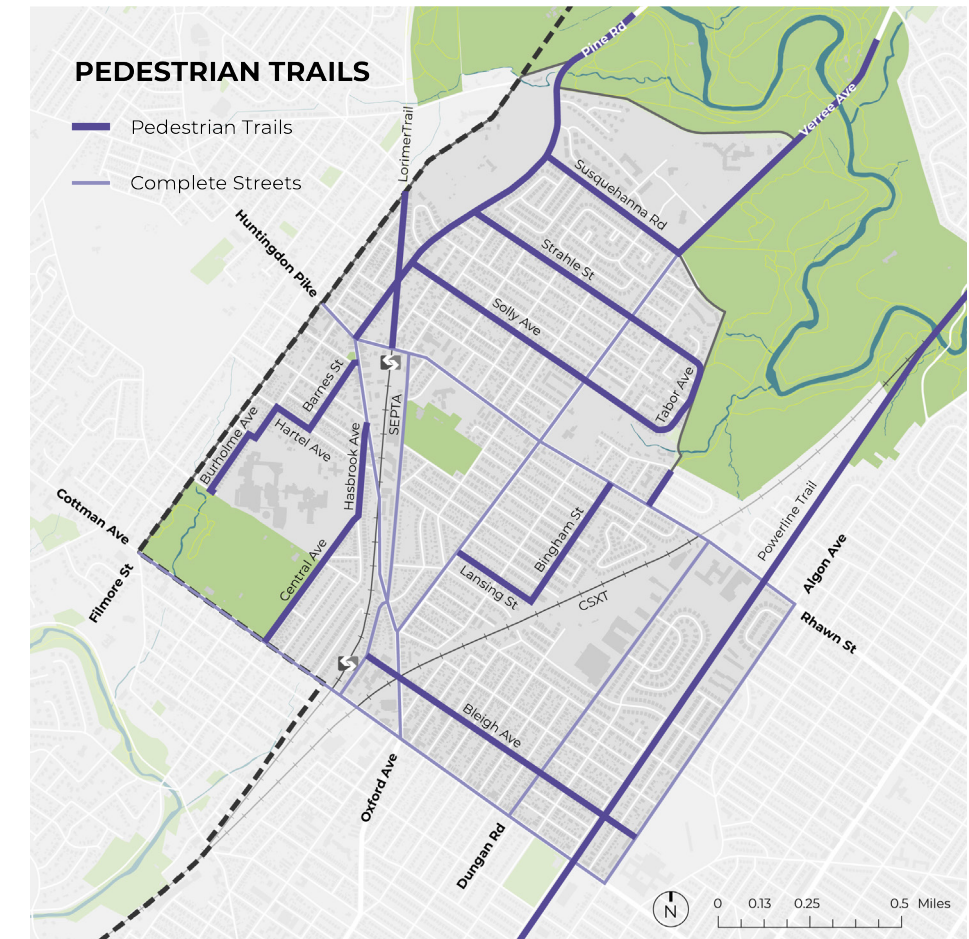 PEDESTRIAN TRAILS
Pedestrian Trails
Complete Streets
Pine Rd
Verree Ave
LorimerTrail
Susquehanna Rd
Huntingdon Pike
Strahle St
Solly Ave
Barnes St
Tabor Ave
SEPTA
Burholme Ave
Hartel Ave
Hasbrook Ave
Cottman Ave
Powerline Trail
Bingham St
Central Ave
Filmore St
Lansing St
Algon Ave
CSXT
Rhawn St
Bleigh Ave
Oxford Ave
Dungan Rd
N
0 0.13 0.25 0.5 Miles